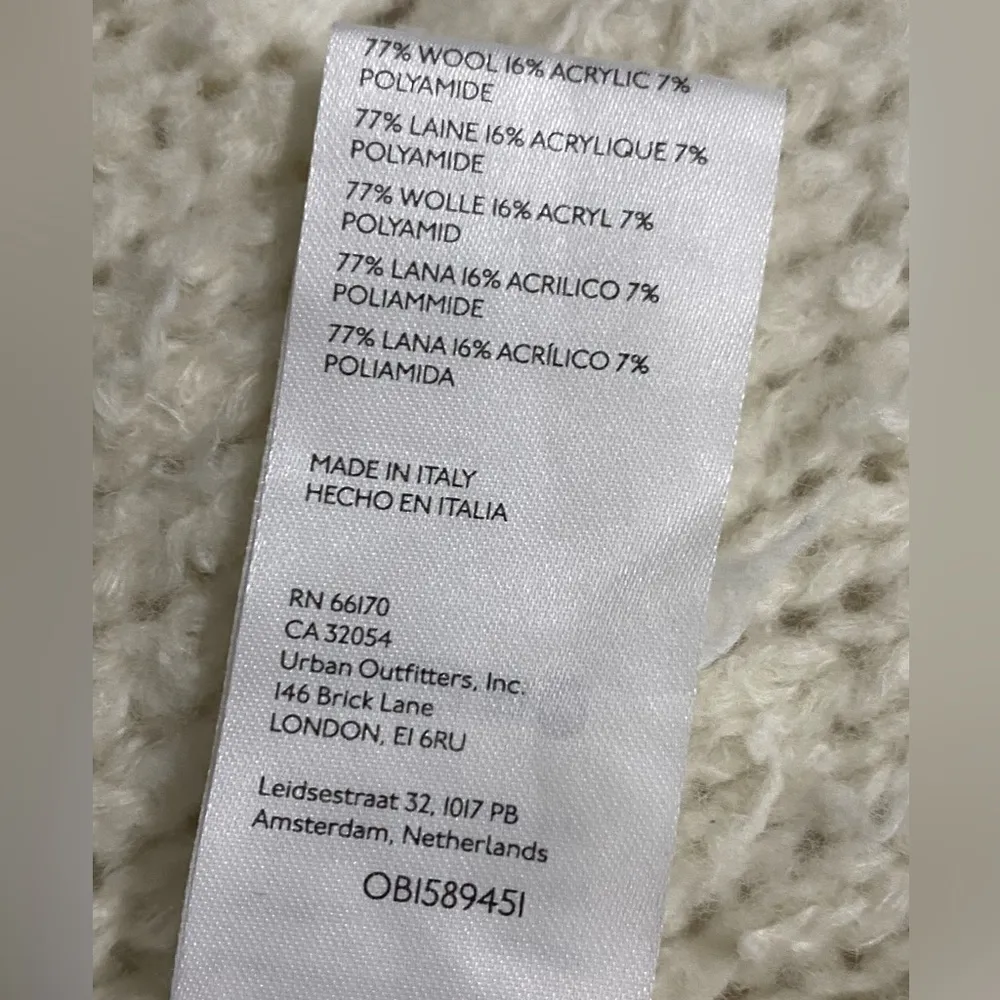 77% WOOL 16% ACRYLIC 7%
POLYAMIDE
77% LAINE 16% ACRYLIQUE 7%
POLYAMIDE
77% WOLLE 16% ACRYL 7%
POLYAMID
77% LANA 16% ACRILICO 7%
POLIAMMIDE
77% LANA 16% ACRÍLICO 7%
POLIAMIDA
MADE IN ITALY
HECHO EN ITALIA
RN 66170
CA 32054
Urban Outfitters, Inc.
146 Brick Lane
LONDON, E1 6RU
Leidsestraat 32, 1017 PB
Amsterdam, Netherlands
OB1589451